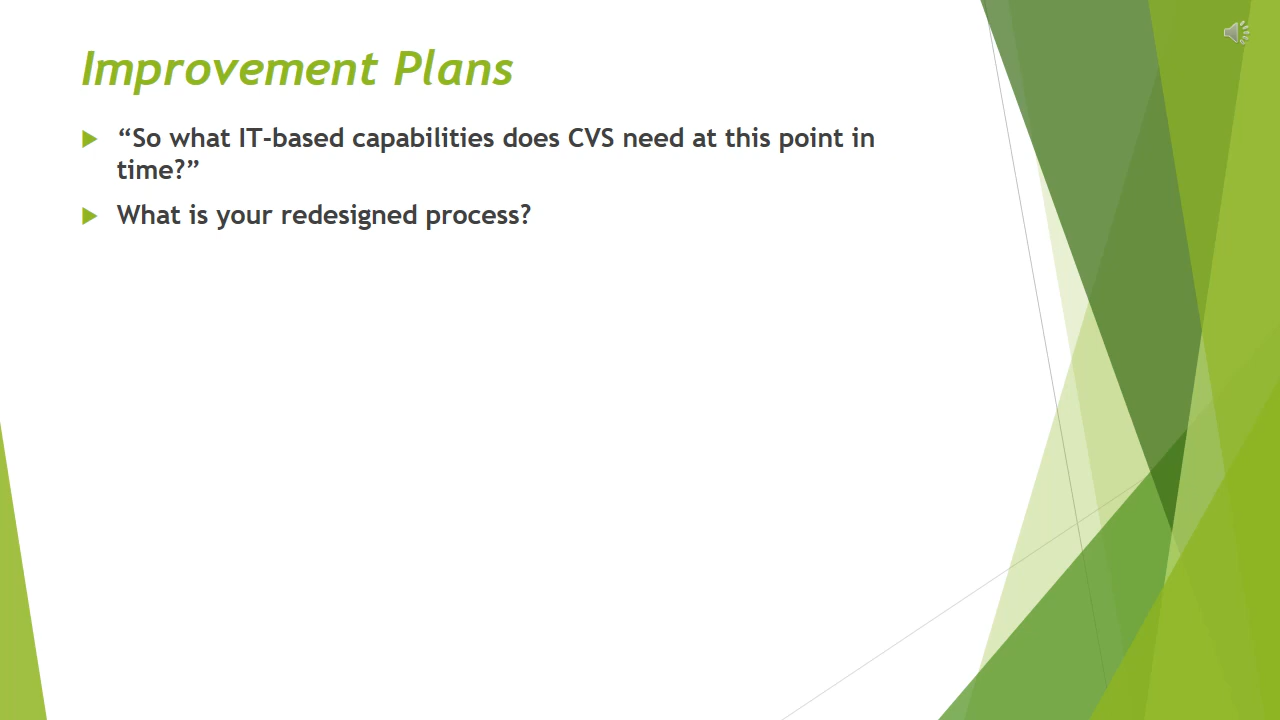 Improvement Plans
“So what IT-based capabilities does CVS need at this point in
time?”
What is your redesigned process?